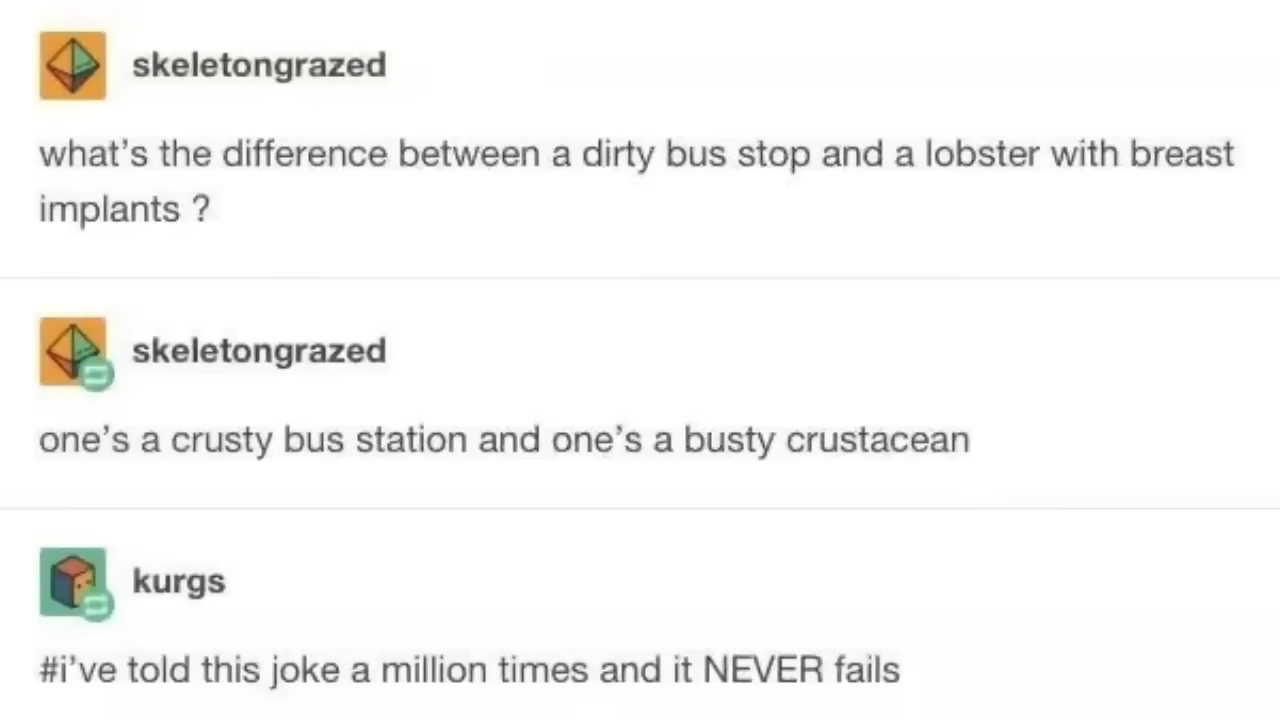 skeletongrazed
what’s the difference between a dirty bus stop and a lobster with breast
implants ?
skeletongrazed
one’s a crusty bus station and one’s a busty crustacean
kurgs
#i’ve told this joke a million times and it NEVER fails